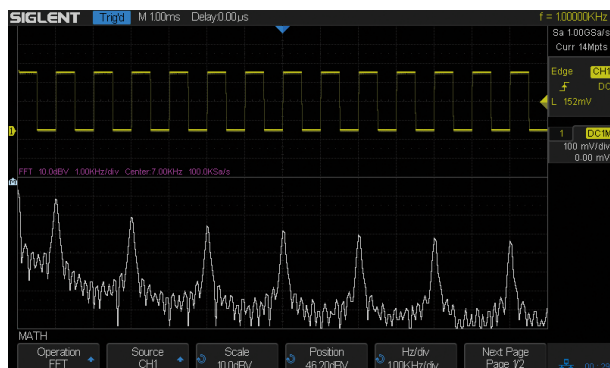 SIGLENT Trig'd M 1.00ms Delay:0.00µs f = 1.00000KHz
Sa 1.00GSa/s
Curr 14Mpts
Edge CH1
DC
L 152mV
1 DC1M
100 mV/div
0.00 mV
1
FFT 10.0dBV 1.00KHz/div Center:7.00KHz 100.0KSa/s
M
MATH
Operation Source Scale Position Hz/div Next Page
FFT CH1 10.0dBV 46.20dBV 1.00KHz Page 1/2